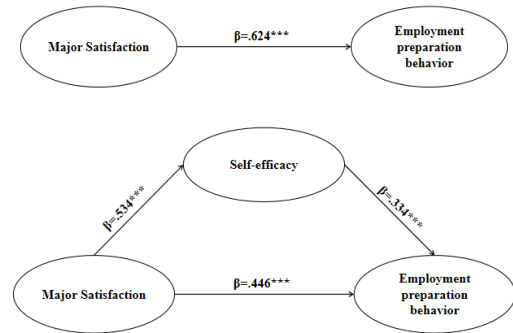 Major Satisfaction
β=.624***
Employment
preparation
behavior
Self-efficacy
β=.534***
β=.334***
Major Satisfaction
β=.446***
Employment
preparation
behavior